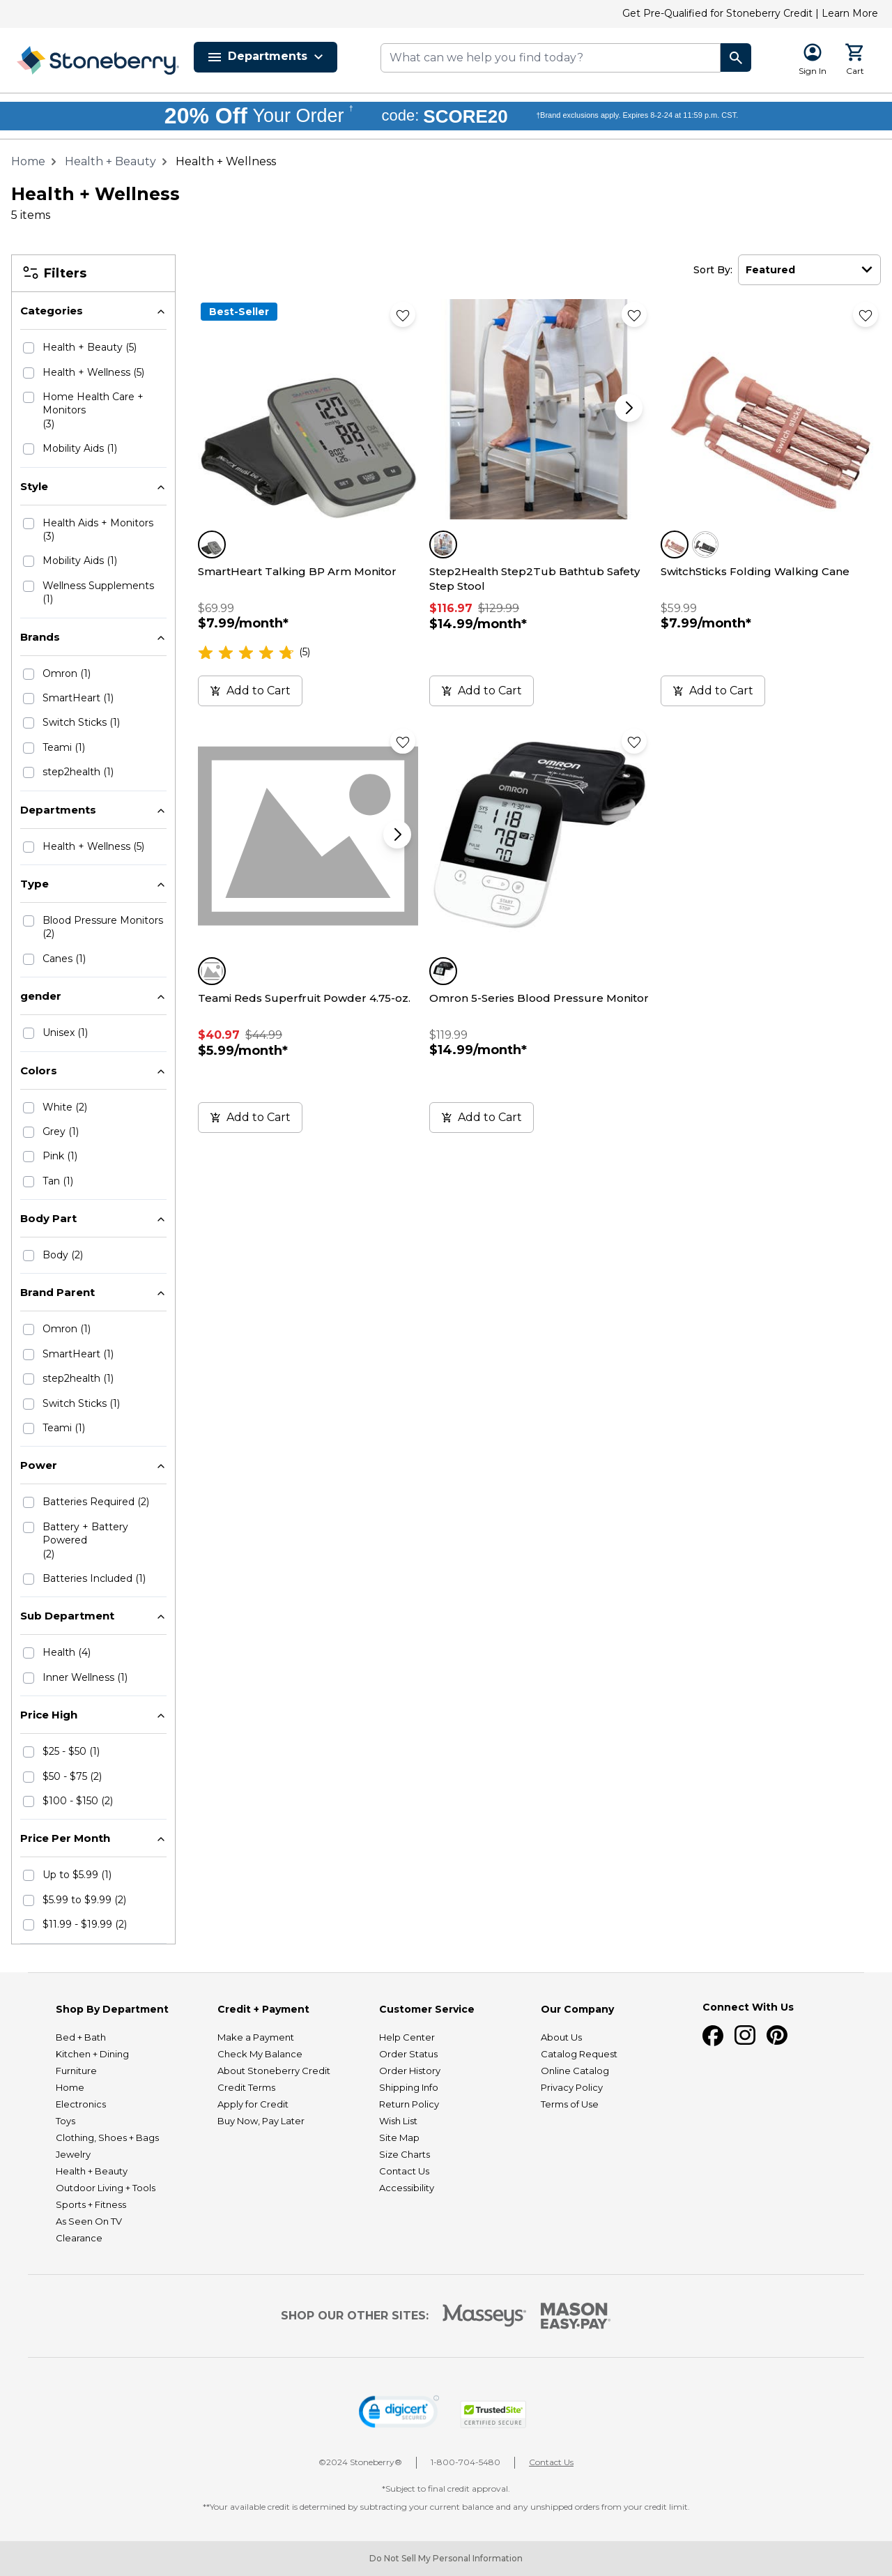 Get Pre-Qualified for Stoneberry Credit | Learn More
Stoneberry.
Departments
What can we help you find today?
Sign In
Cart
20% Off Your Order †
code: SCORE20
†Brand exclusions apply. Expires 8-2-24 at 11:59 p.m. CST.
Home > Health + Beauty > Health + Wellness
Health + Wellness
5 items
Filters
Categories
Health + Beauty (5)
Health + Wellness (5)
Home Health Care +
Monitors
(3)
Mobility Aids (1)
Style
Health Aids + Monitors
(3)
Mobility Aids (1)
Wellness Supplements
(1)
Brands
Omron (1)
SmartHeart (1)
Switch Sticks (1)
Teami (1)
step2health (1)
Departments
Health + Wellness (5)
Type
Blood Pressure Monitors
(2)
Canes (1)
gender
Unisex (1)
Colors
White (2)
Grey (1)
Pink (1)
Tan (1)
Body Part
Body (2)
Brand Parent
Omron (1)
SmartHeart (1)
step2health (1)
Switch Sticks (1)
Teami (1)
Power
Batteries Required (2)
Battery + Battery
Powered
(2)
Batteries Included (1)
Sub Department
Health (4)
Inner Wellness (1)
Price High
$25 - $50 (1)
$50 - $75 (2)
$100 - $150 (2)
Price Per Month
Up to $5.99 (1)
$5.99 to $9.99 (2)
$11.99 - $19.99 (2)
Sort By:
Featured
Best-Seller
SmartHeart Talking BP Arm Monitor
$69.99
$7.99/month*
(5)
Add to Cart
Step2Health Step2Tub Bathtub Safety
Step Stool
$116.97 $129.99
$14.99/month*
Add to Cart
SWITCH STICKS
SwitchSticks Folding Walking Cane
$59.99
$7.99/month*
Add to Cart
Teami Reds Superfruit Powder 4.75-oz.
$40.97 $44.99
$5.99/month*
Add to Cart
OMRON
OMRON
118
78
78
START
STOP
Omron 5-Series Blood Pressure Monitor
$119.99
$14.99/month*
Add to Cart
Shop By Department
Bed + Bath
Kitchen + Dining
Furniture
Home
Electronics
Toys
Clothing, Shoes + Bags
Jewelry
Health + Beauty
Outdoor Living + Tools
Sports + Fitness
As Seen On TV
Clearance
Credit + Payment
Make a Payment
Check My Balance
About Stoneberry Credit
Credit Terms
Apply for Credit
Buy Now, Pay Later
Customer Service
Help Center
Order Status
Order History
Shipping Info
Return Policy
Wish List
Site Map
Size Charts
Contact Us
Accessibility
Our Company
About Us
Catalog Request
Online Catalog
Privacy Policy
Terms of Use
Connect With Us
SHOP OUR OTHER SITES:
Masseys
MASON
EASY•PAY
digicert
SECURED
TrustedSite
CERTIFIED SECURE
©2024 Stoneberry® | 1-800-704-5480 | Contact Us
*Subject to final credit approval.
**Your available credit is determined by subtracting your current balance and any unshipped orders from your credit limit.
Do Not Sell My Personal Information